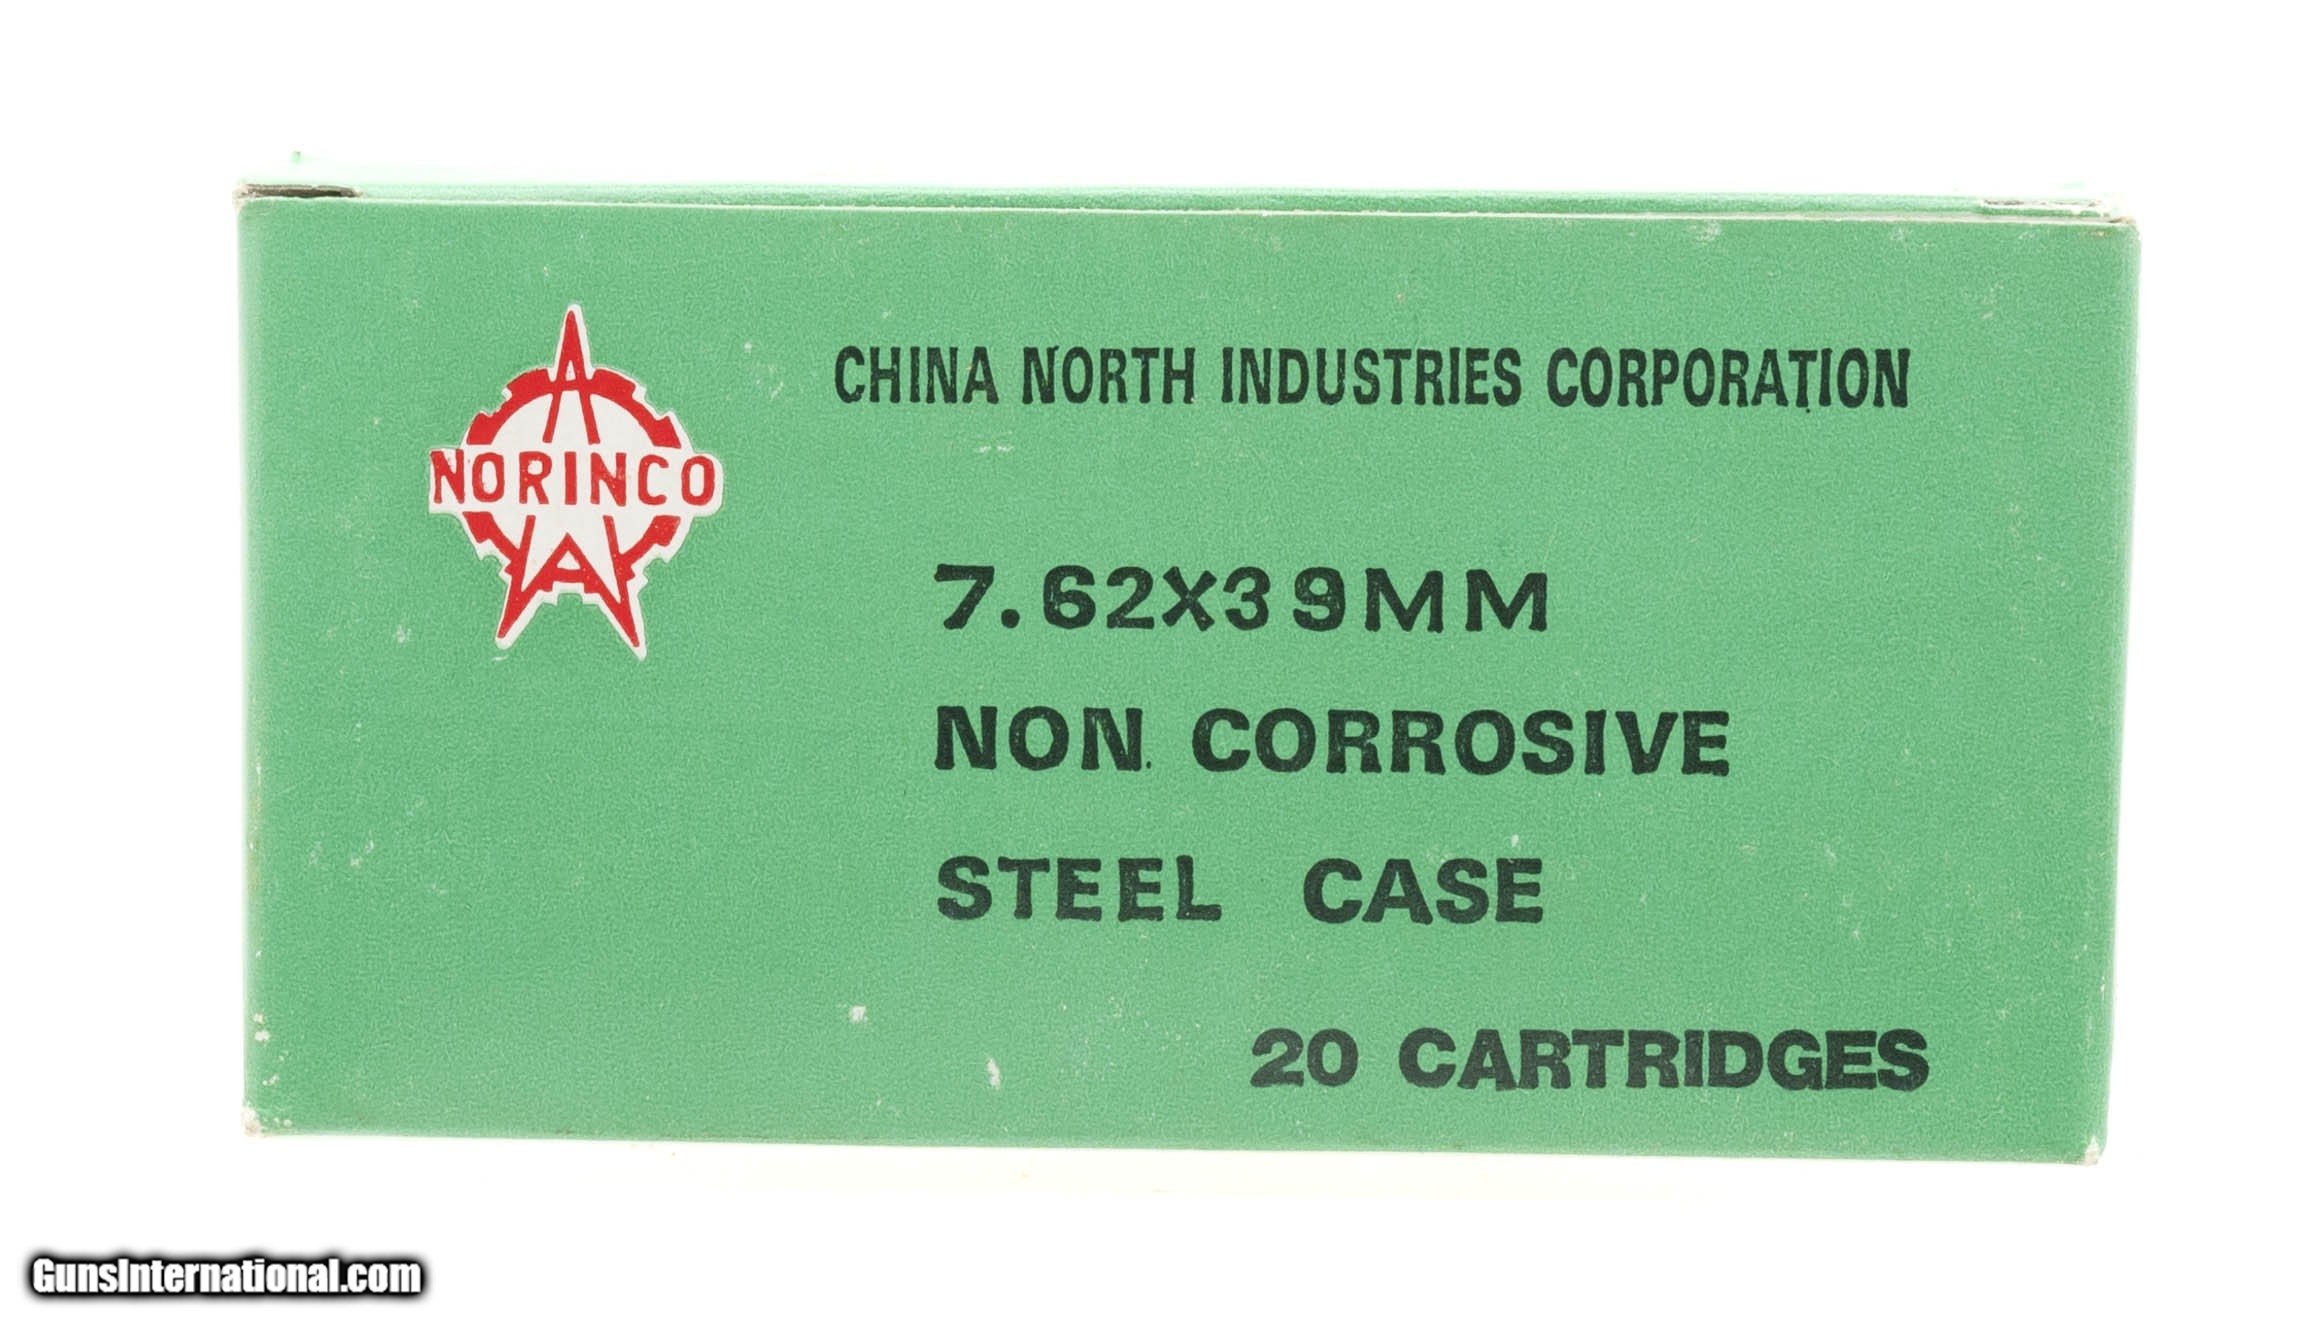 CHINA NORTH INDUSTRIES CORPORATION
NORINCO
7.62X39MM
NON CORROSIVE
STEEL CASE
20 CARTRIDGES
GunsInternational.com